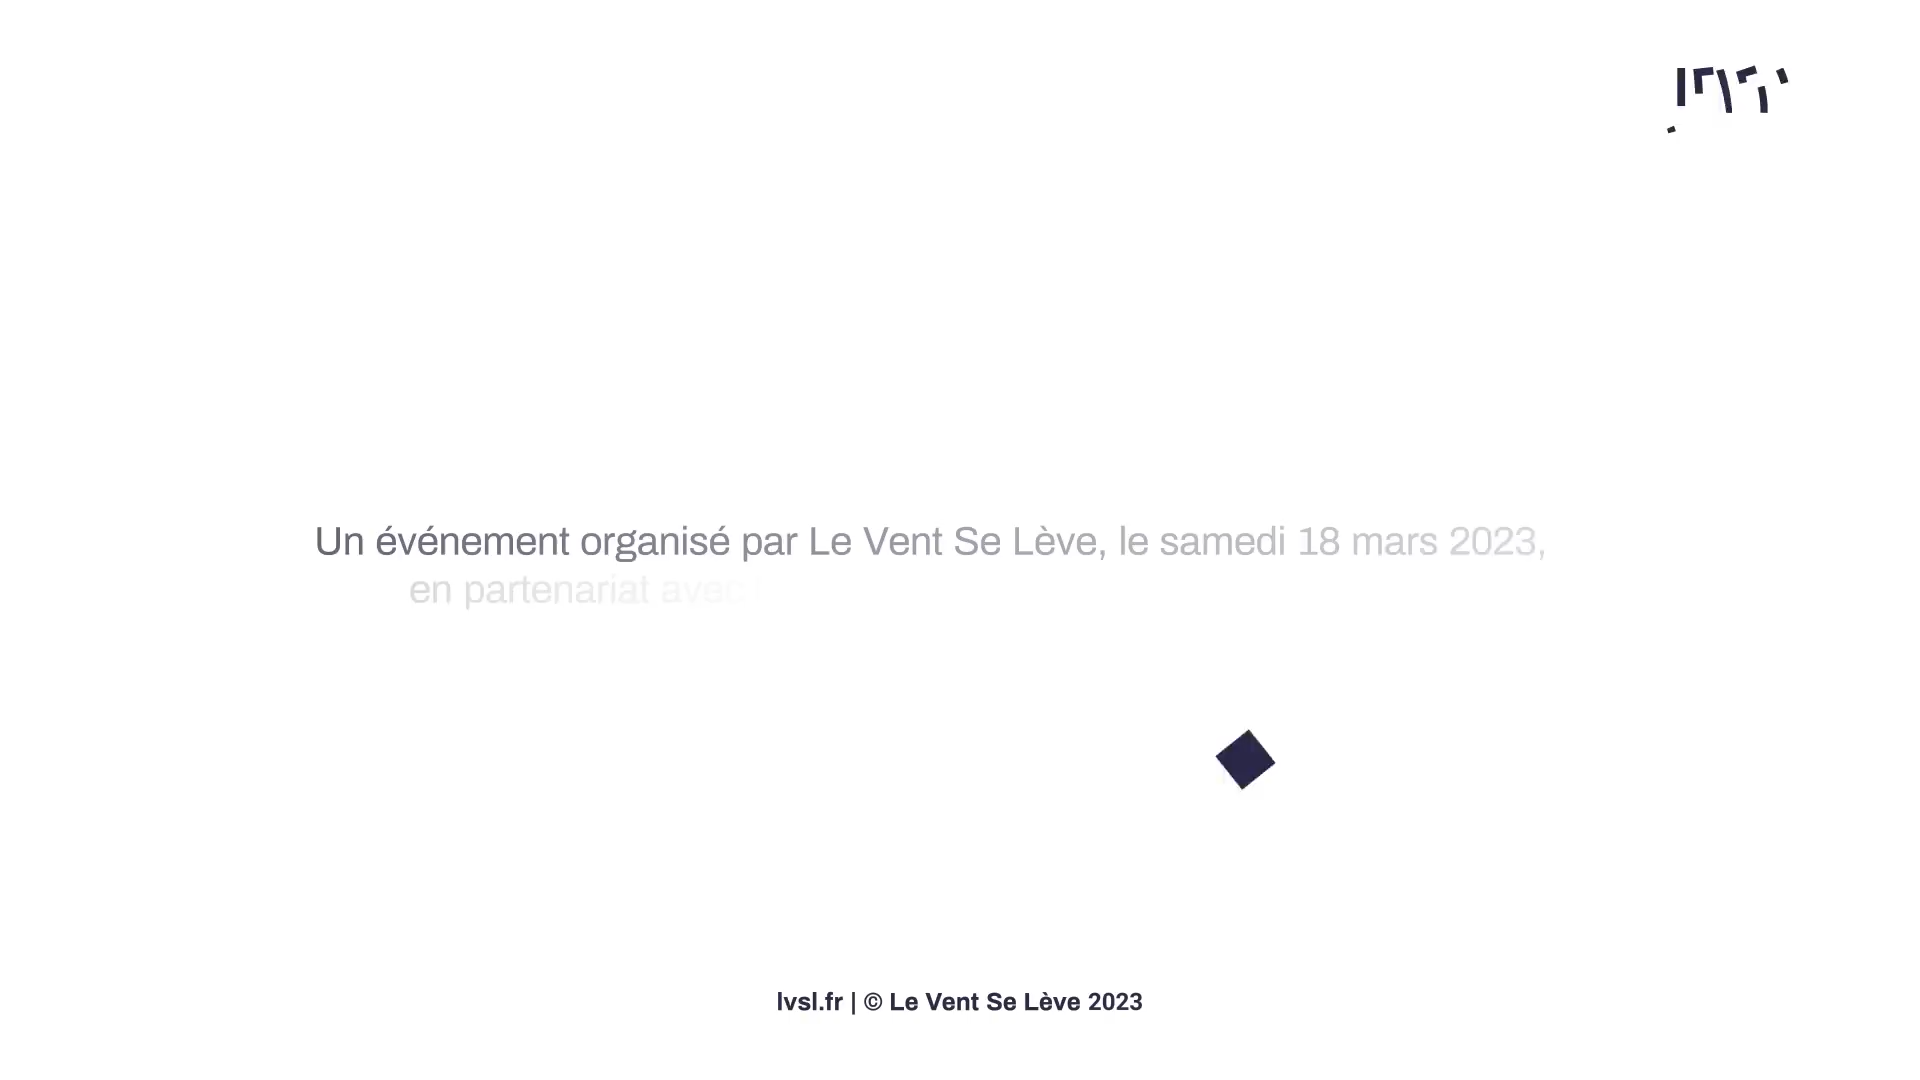 Un événement organisé par Le Vent Se Lève, le samedi 18 mars 2023,
en partenariat avec
lvsl.fr | © Le Vent Se Lève 2023